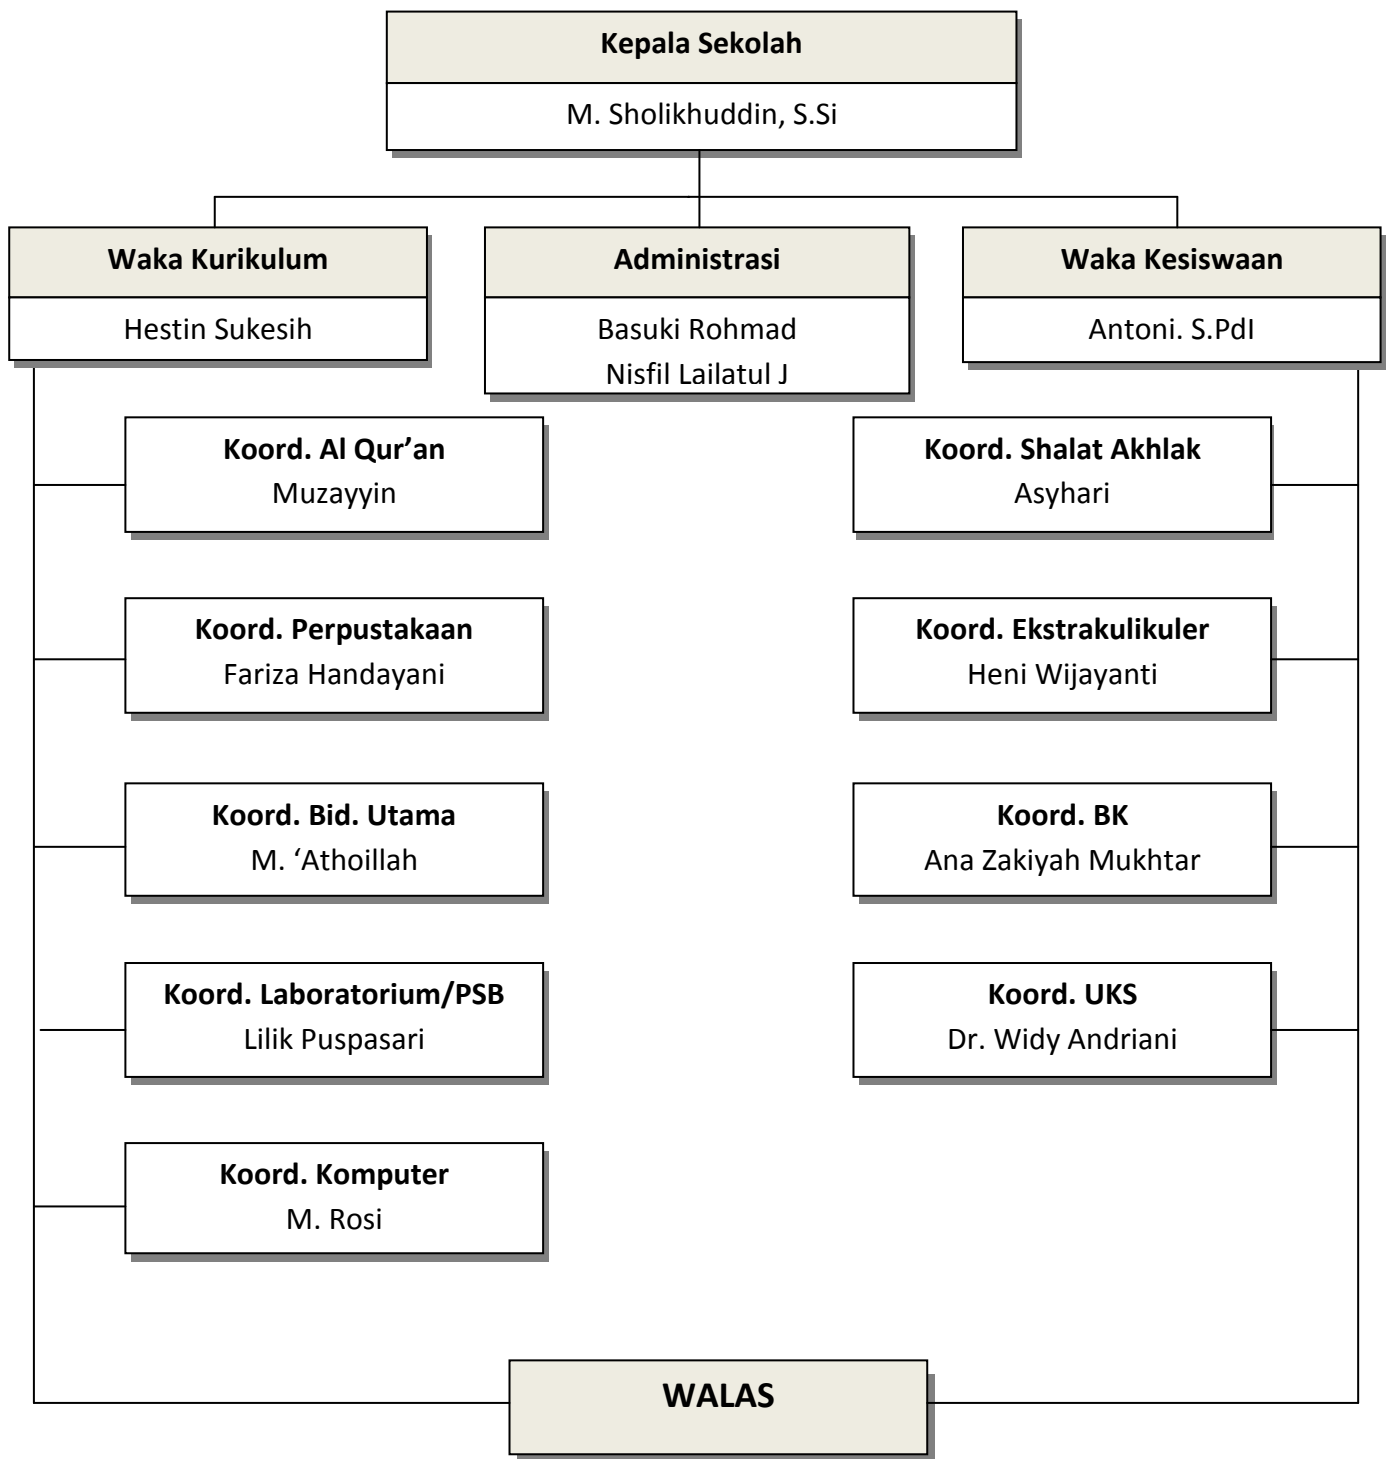 Kepala Sekolah
M. Sholikhuddin, S.Si
Waka Kurikulum
Hestin Sukesih
Administrasi
Basuki Rohmad
Nisfil Lailatul J
Waka Kesiswaan
Antoni. S.PdI
Koord. Al Qur’an
Muzayyin
Koord. Shalat Akhlak
Asyhari
Koord. Perpustakaan
Fariza Handayani
Koord. Ekstrakulikuler
Heni Wijayanti
Koord. Bid. Utama
M. ‘Athoillah
Koord. BK
Ana Zakiyah Mukhtar
Koord. Laboratorium/PSB
Lilik Puspasari
Koord. UKS
Dr. Widy Andriani
Koord. Komputer
M. Rosi
WALAS